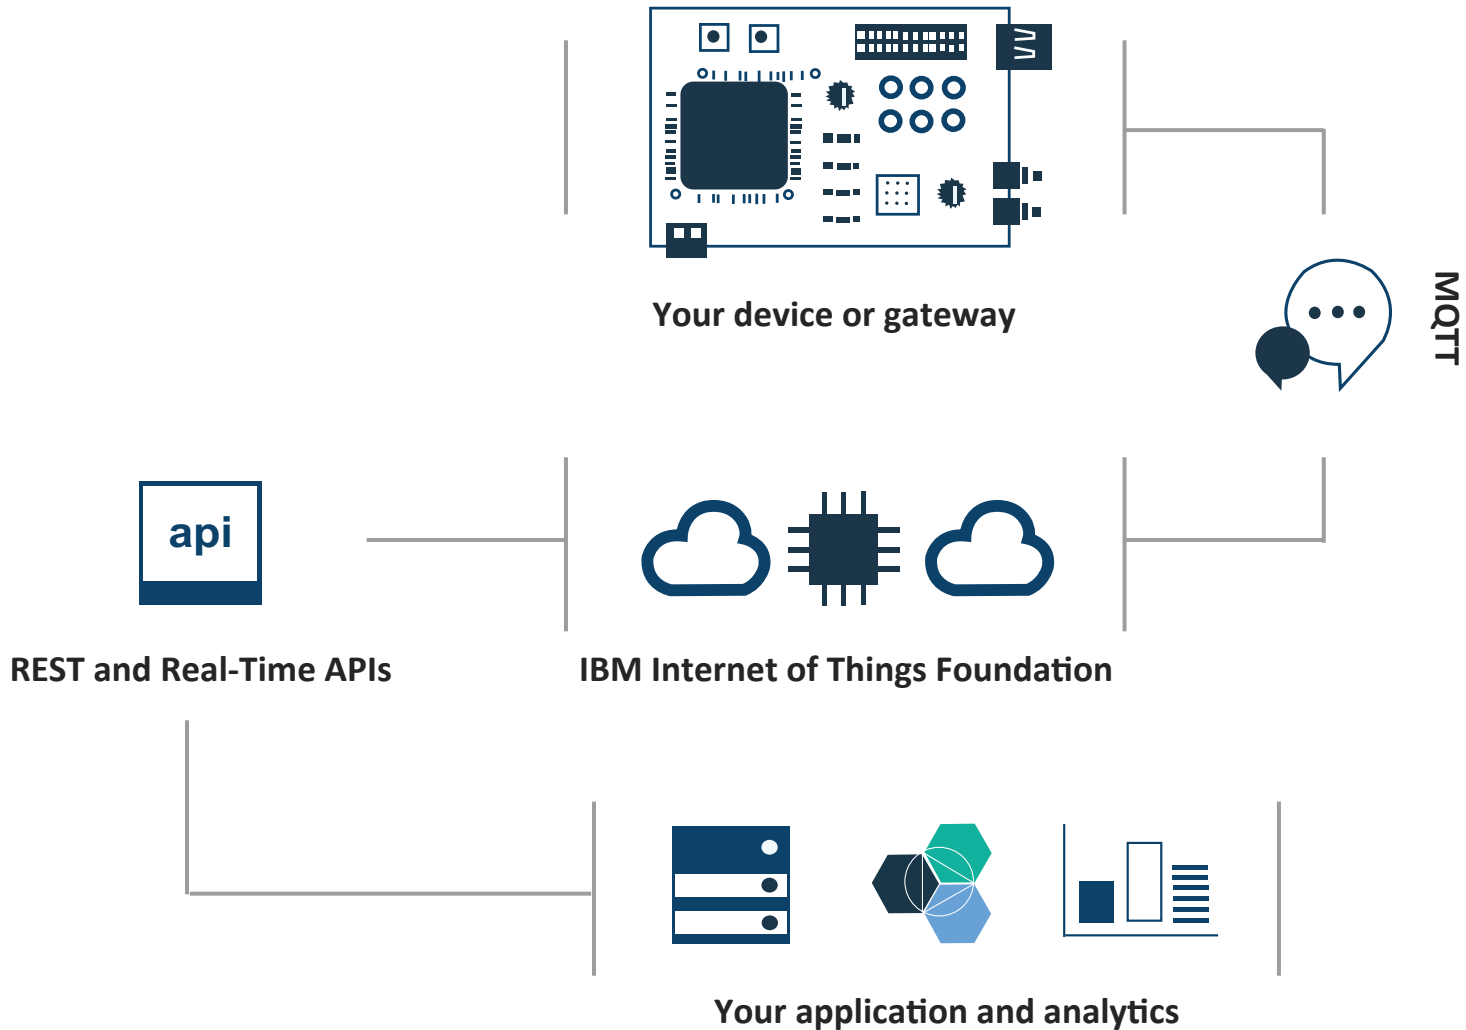 Your device or gateway
MQTT
api
REST and Real-Time APIs
IBM Internet of Things Foundation
Your application and analytics